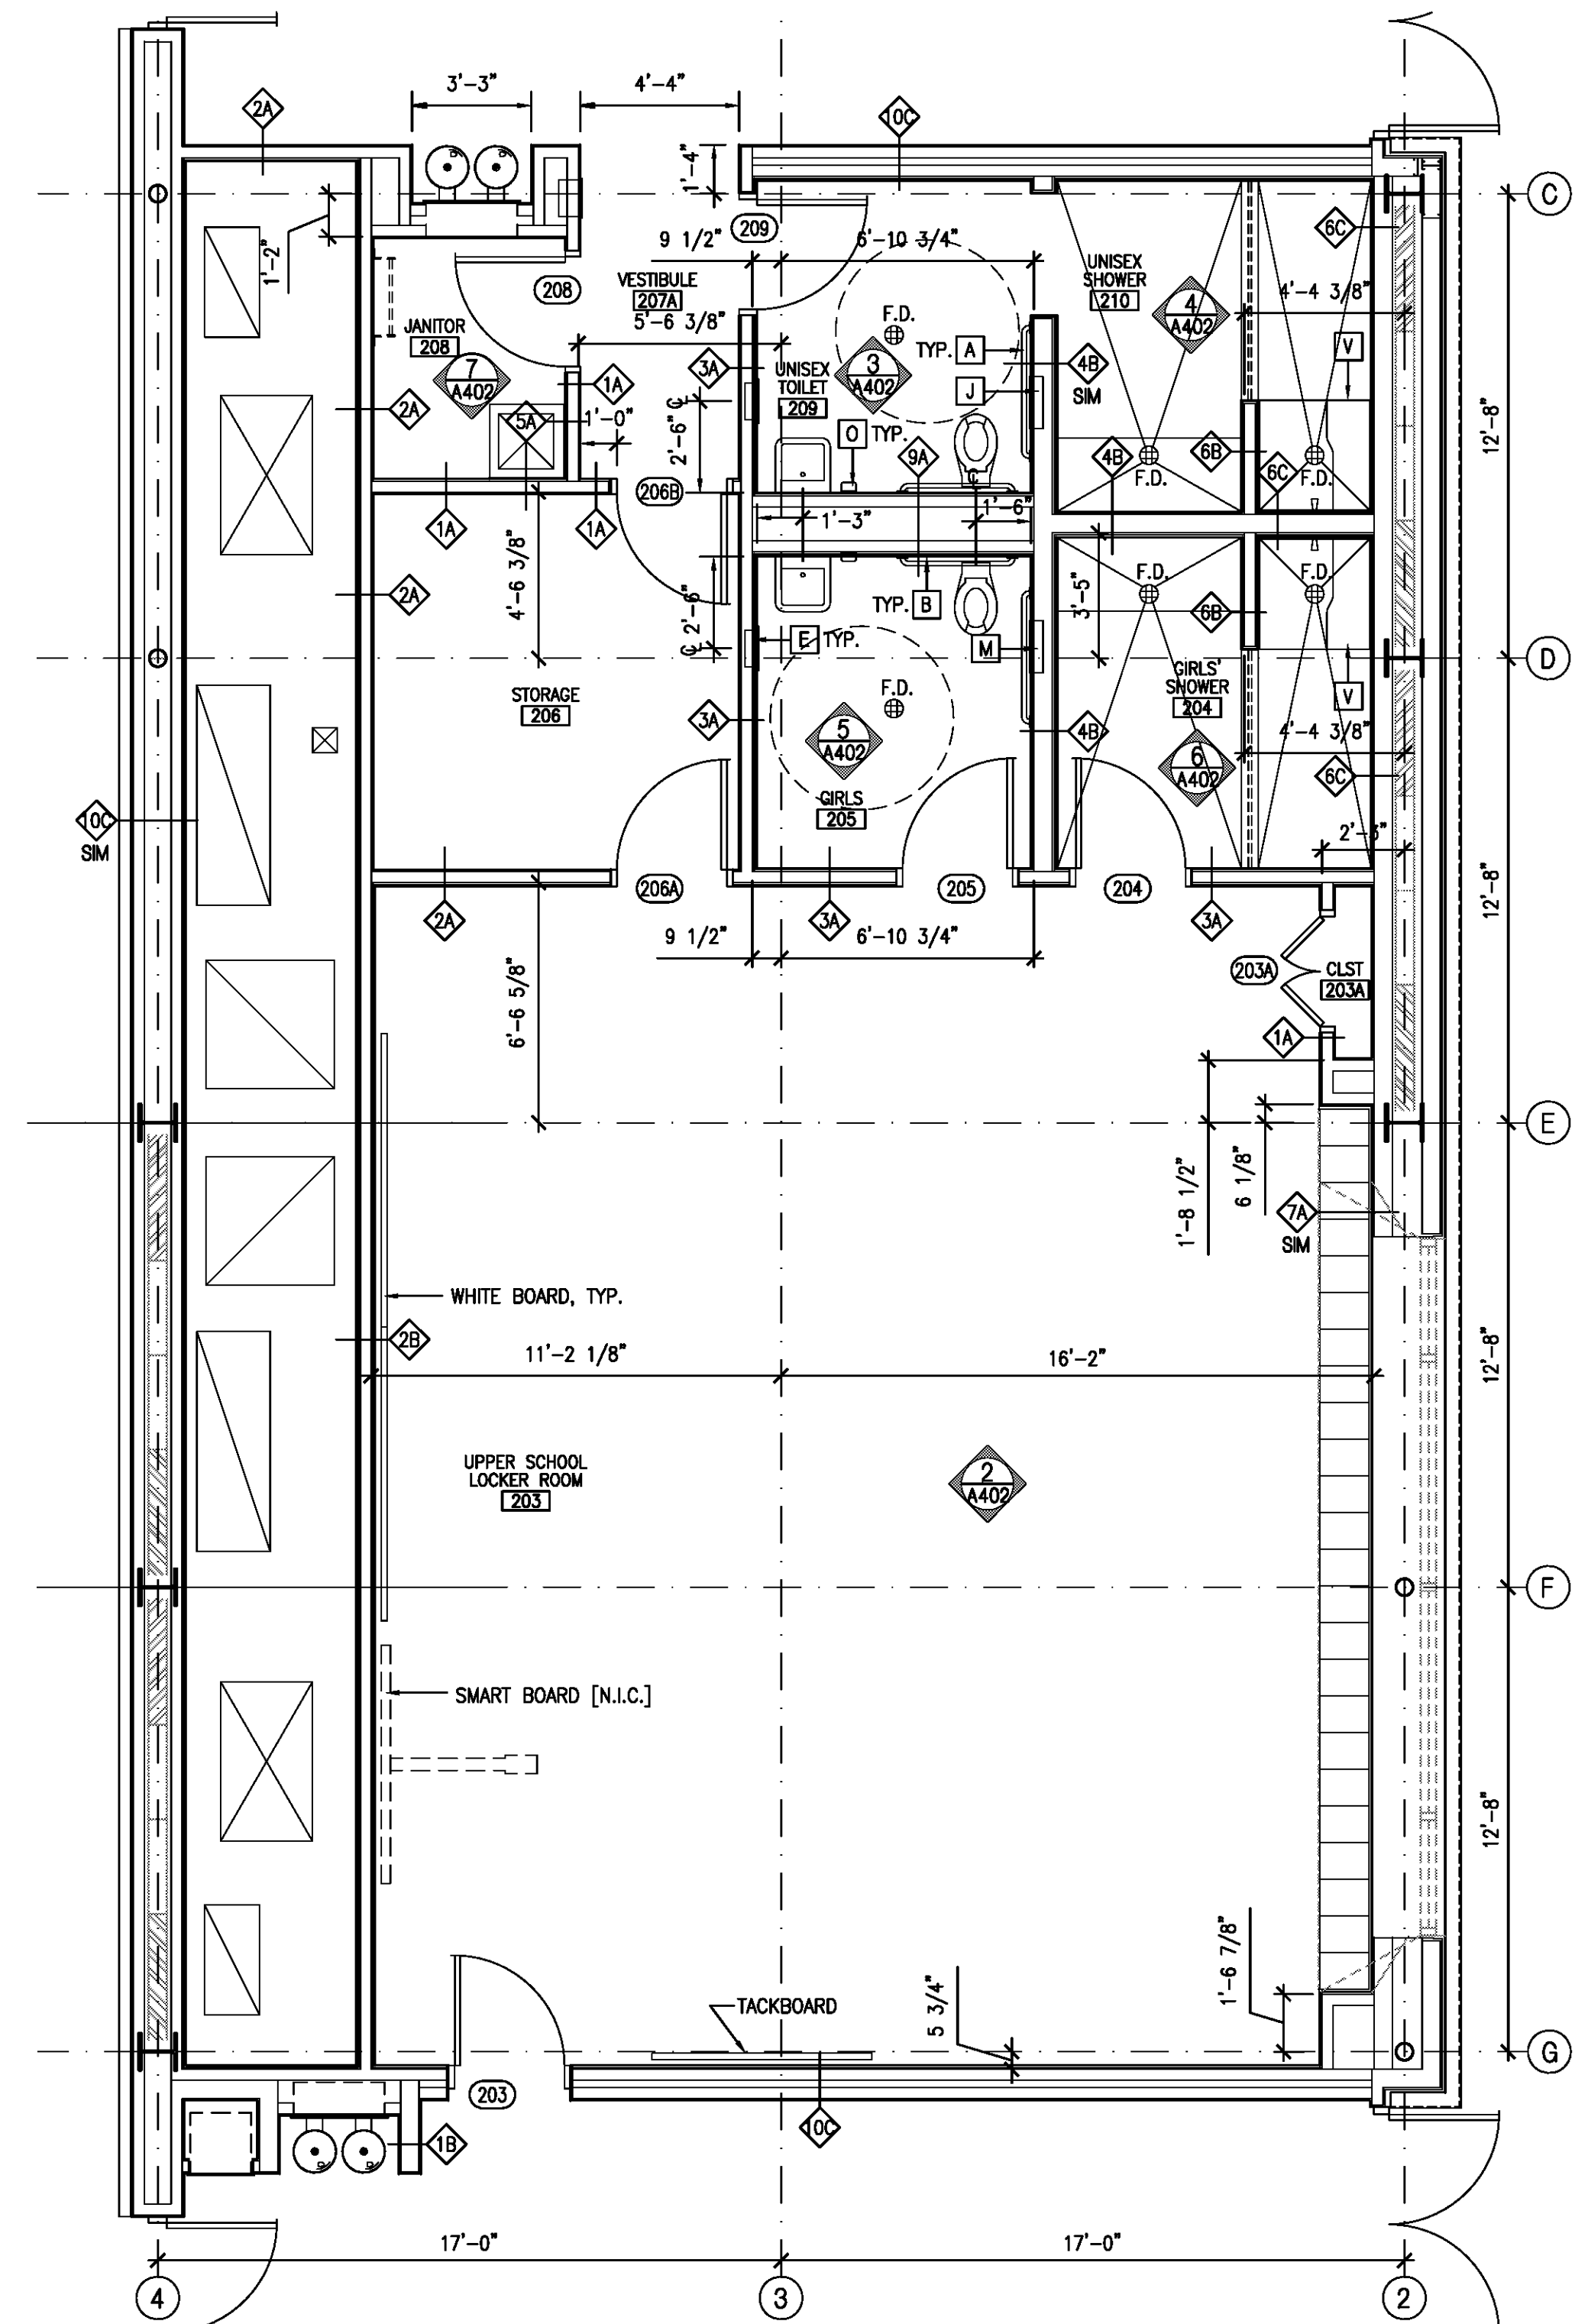 3'-3"
4'-4"
2A
10C
1'-4"
C
1'-2"
9 1/2"
209
6'-10 3/4"
6C
208
VESTIBULE
207A
5'-6 3/8"
UNISEX
SHOWER
210
4
A402
4'-4 3/8"
F.D.
JANITOR
208
7
A402
TYP.
A
V
3A
UNISEX
TOILET
209
3
A402
4B
SIM
J
1A
2A
5A
1'-0"
℄
2'-6"
O
TYP.
9A
4B
6B
6C
12'-8"
F.D.
F.D.
206B
1A
1A
1'-3"
℄
1'-6"
4'-6 3/8"
2A
2'-6"
℄
TYP.
B
3'-5"
F.D.
F.D.
6B
E
TYP.
M
D
STORAGE
206
3A
F.D.
GIRLS'
SHOWER
204
V
5
A402
4B
4'-4 3/8"
6
A402
6C
10C
SIM
GIRLS
205
2'-3"
206A
205
204
12'-8"
2A
3A
3A
9 1/2"
6'-10 3/4"
6'-6 5/8"
203A
CLST
203A
1A
E
1'-8 1/2"
6 1/8"
7A
SIM
WHITE BOARD, TYP.
2B
11'-2 1/8"
16'-2"
12'-8"
UPPER SCHOOL
LOCKER ROOM
203
2
A402
F
SMART BOARD [N.I.C.]
12'-8"
1'-6 7/8"
5 3/4"
TACKBOARD
G
203
10C
1B
17'-0"
17'-0"
4
3
2